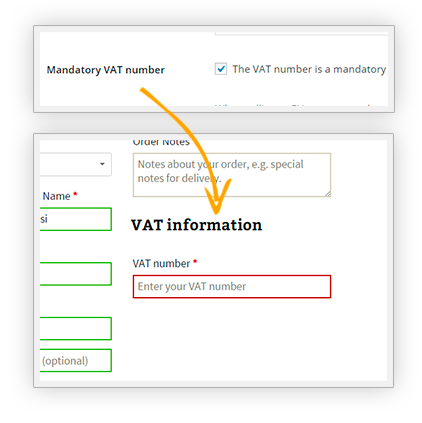 Mandatory VAT number
The VAT number is a mandatory
Order Notes
Notes about your order, e.g. special
notes for delivery.
Name *
si
VAT information
VAT number *
Enter your VAT number
(optional)